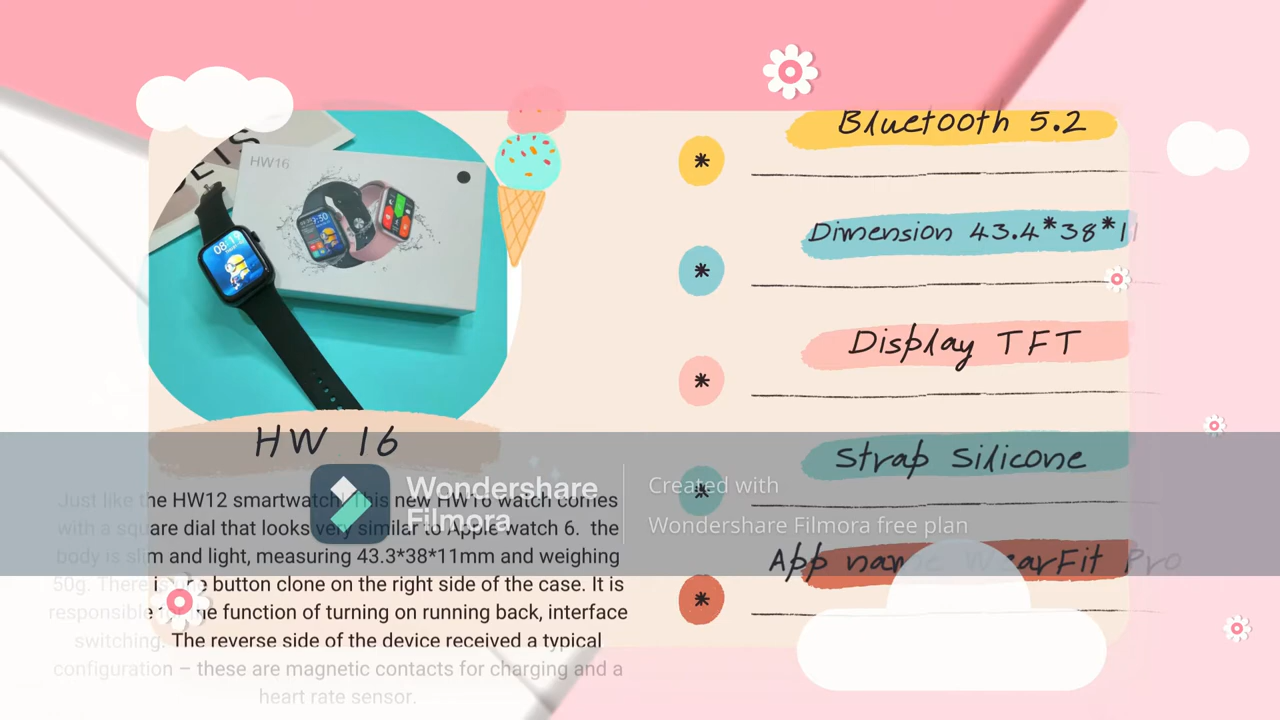 HW16
08:1
HW 16
Just like the HW12 smartwatch! This new HW16 watch comes
with a square dial that looks very similar to Apple watch 6. the
body is slim and light, measuring 43.3*38*11mm and weighing
50g. There is the button clone on the right side of the case. It is
responsible for the function of turning on running back, interface
switching. The reverse side of the device received a typical
configuration – these are magnetic contacts for charging and a
heart rate sensor.
Bluetooth 5.2
Dimension 43.4*38*11
Display TFT
Strap Silicone
App name WearFit Pro
Wondershare
Filmora
Created with
Wondershare Filmora free plan